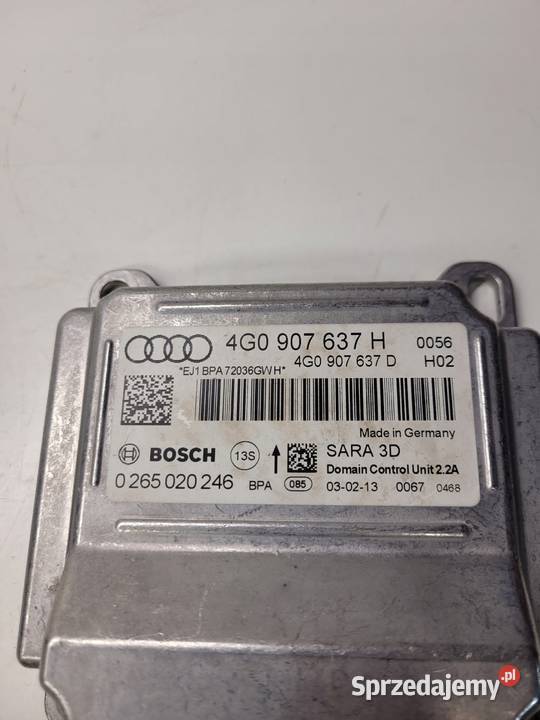 4G0 907 637 H 0056
4G0 907 637 D H02
*EJ1 BPA 72036GWH*
Made in Germany
BOSCH 13S SARA 3D
Domain Control Unit 2.2A
0 265 020 246 BPA 085 03-02-13 0067 0468
Sprzedajemy.pl